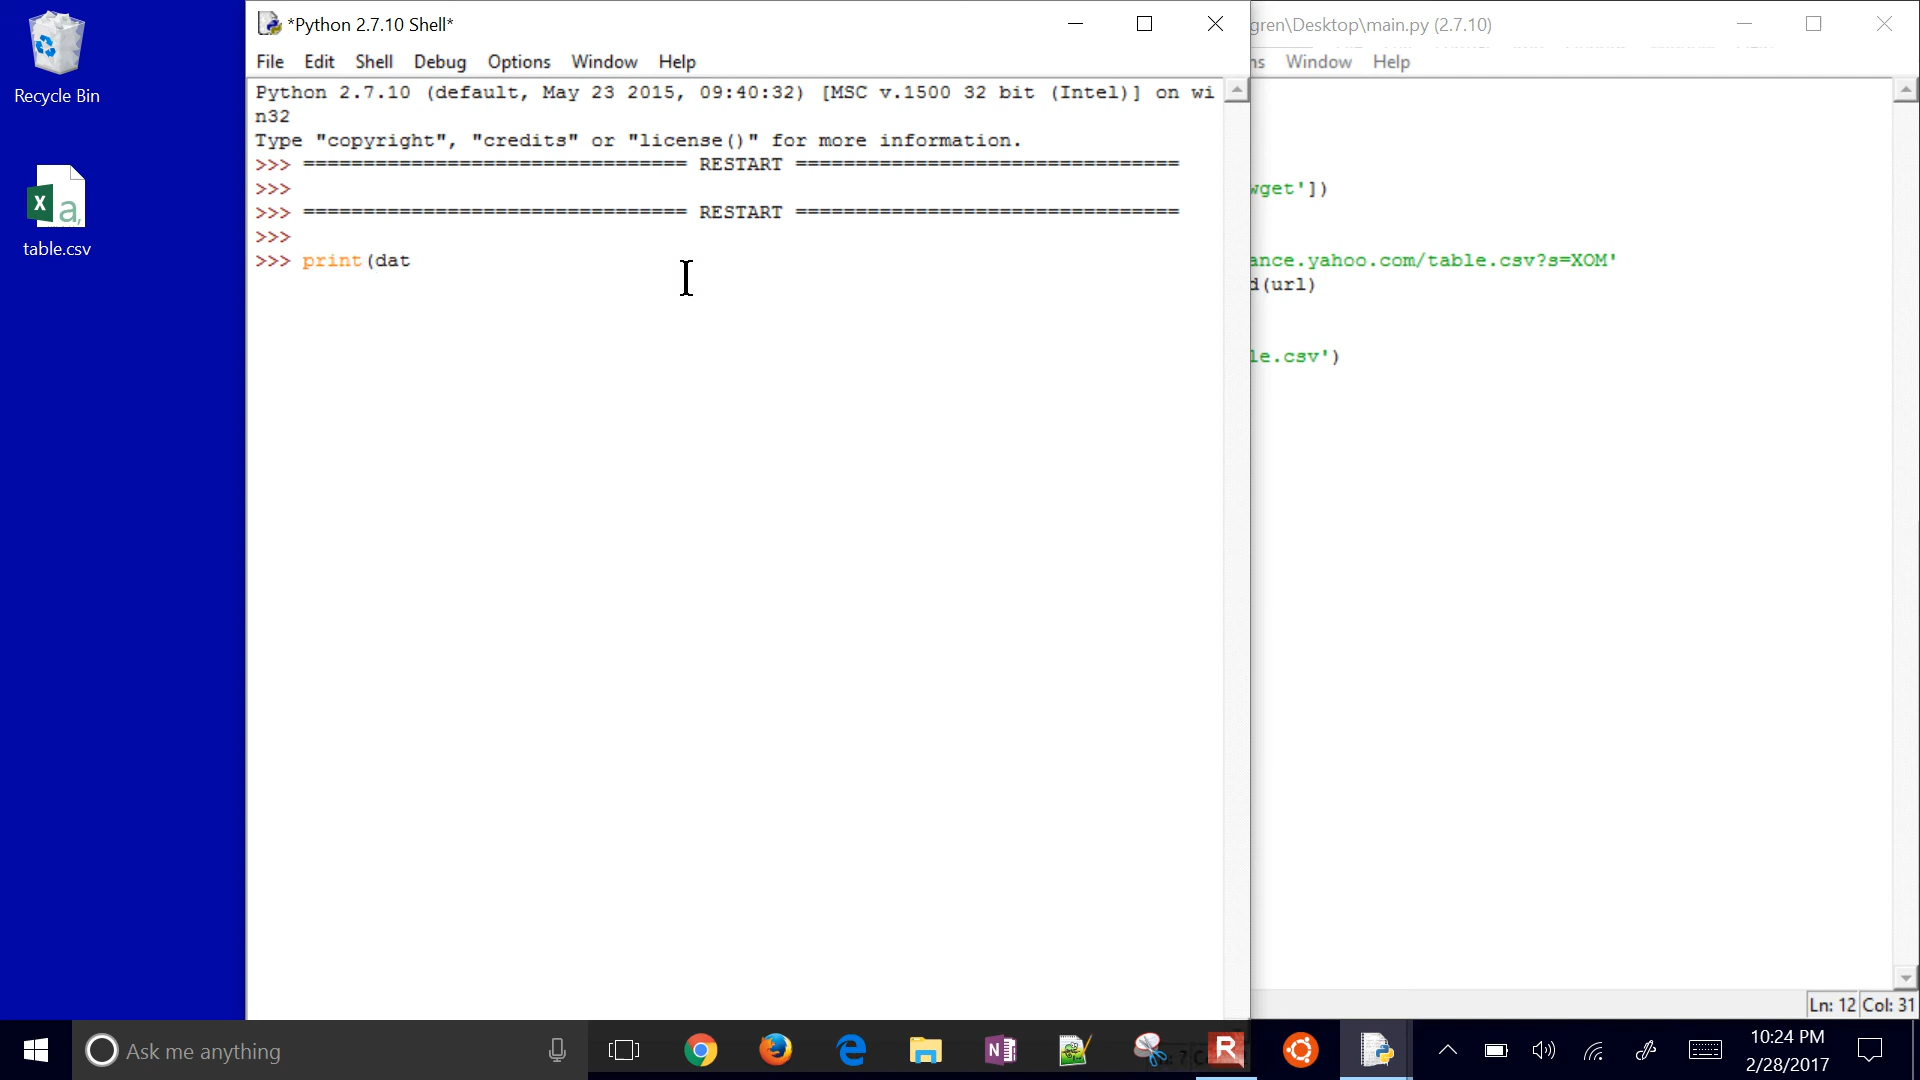 Recycle Bin
table.csv
*Python 2.7.10 Shell*
File Edit Shell Debug Options Window Help
Python 2.7.10 (default, May 23 2015, 09:40:32) [MSC v.1500 32 bit (Intel)] on wi
n32
Type "copyright", "credits" or "license()" for more information.
>>> ================================ RESTART ================================
>>>
>>> ================================ RESTART ================================
>>>
>>> print(dat
gren\Desktop\main.py (2.7.10)
ns Window Help
wget'])
ance.yahoo.com/table.csv?s=XOM'
d(url)
le.csv')
Ln: 12 Col: 31
Ask me anything
10:24 PM
2/28/2017